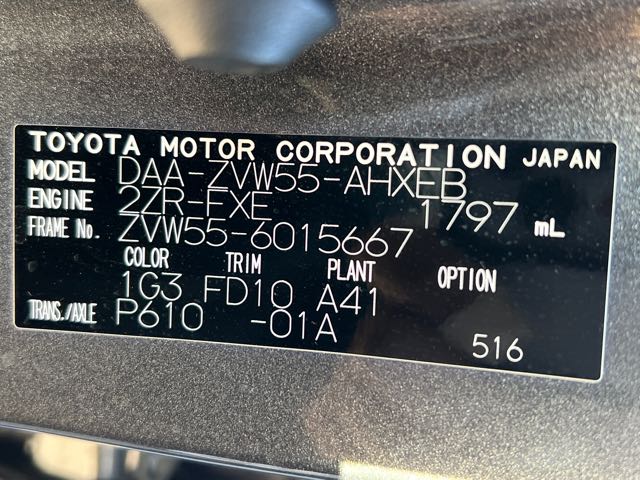 TOYOTA MOTOR CORPORATION JAPAN
MODEL DAA-ZVW55-AHXEB
ENGINE 2ZR-FXE 1797 mL
FRAME No. ZVW55-6015667
COLOR TRIM PLANT OPTION
1G3 FD10 A41
TRANS./AXLE P610 -01A
516